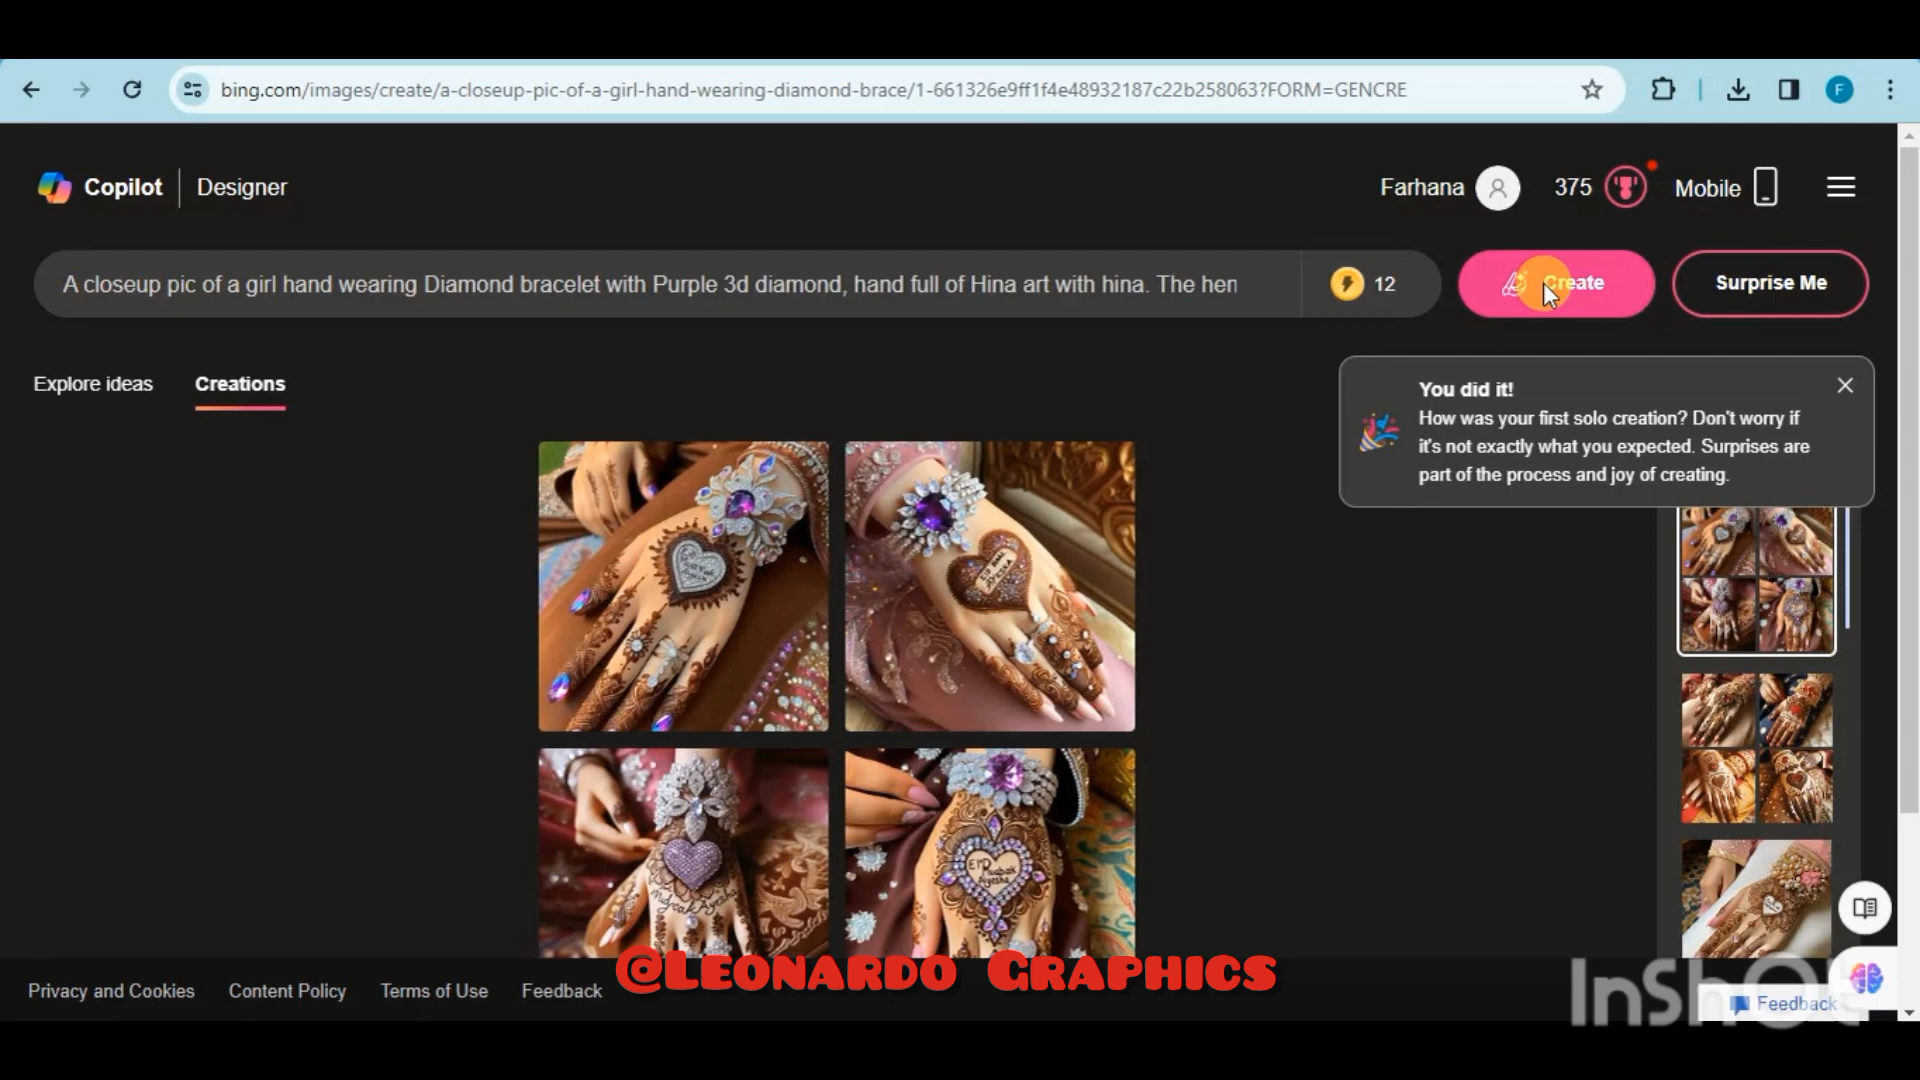 bing.com/images/create/a-closeup-pic-of-a-girl-hand-wearing-diamond-brace/1-661326e9ff1f4e48932187c22b258063?FORM=GENCRE
F
Copilot | Designer
Farhana
375
Mobile
A closeup pic of a girl hand wearing Diamond bracelet with Purple 3d diamond, hand full of Hina art with hina. The hen
12
Create
Surprise Me
Explore ideas
Creations
You did it!
How was your first solo creation? Don't worry if
it's not exactly what you expected. Surprises are
part of the process and joy of creating.
@Leonardo Graphics
Privacy and Cookies
Content Policy
Terms of Use
Feedback
InShot
Feedback